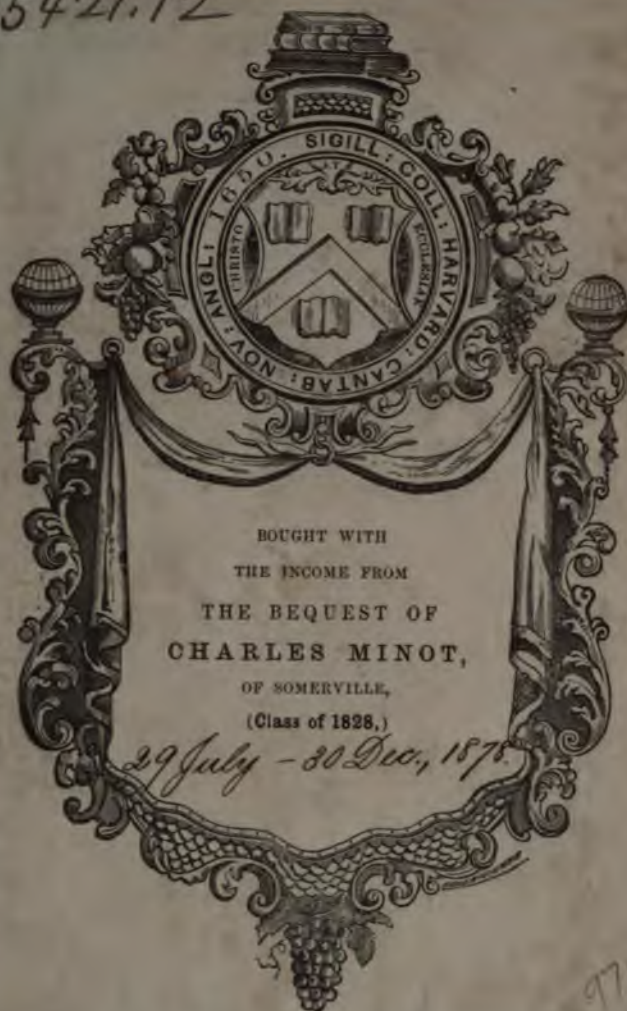 5421.12
SIGILL: COLL: HARVARD: CANTAB: NOV: ANGL: 1650.
CHRISTO
ECCLESIAE
BOUGHT WITH
THE INCOME FROM
THE BEQUEST OF
CHARLES MINOT,
OF SOMERVILLE,
(Class of 1828,)
29 July - 30 Dec., 1878.
97